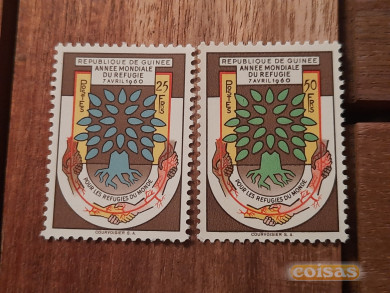 REPUBLIQUE DE GUINEE
ANNEE MONDIALE
DU REFUGIE
7 AVRIL 1960
POSTES
25 FRS
POUR LES REFUGIES DU MONDE
COURVOISIER S.A.
REPUBLIQUE DE GUINEE
ANNEE MONDIALE
DU REFUGIE
7 AVRIL 1960
POSTES
50 FRS
POUR LES REFUGIES DU MONDE
COURVOISIER S.A.
coisas